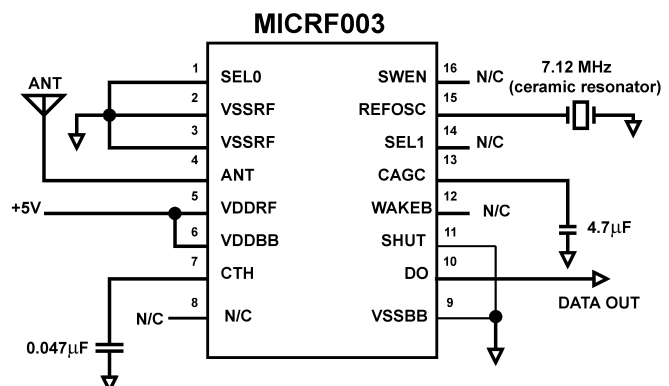 MICRF003
ANT
1 SEL0
2 VSSRF
3 VSSRF
4 ANT
+5V
5 VDDRF
6 VDDBB
7 CTH
N/C 8 N/C
0.047µF
SWEN 16 N/C
REFOSC 15
7.12 MHz
(ceramic resonator)
SEL1 14 N/C
CAGC 13
WAKEB 12 N/C
4.7µF
SHUT 11
DO 10
DATA OUT
VSSBB 9